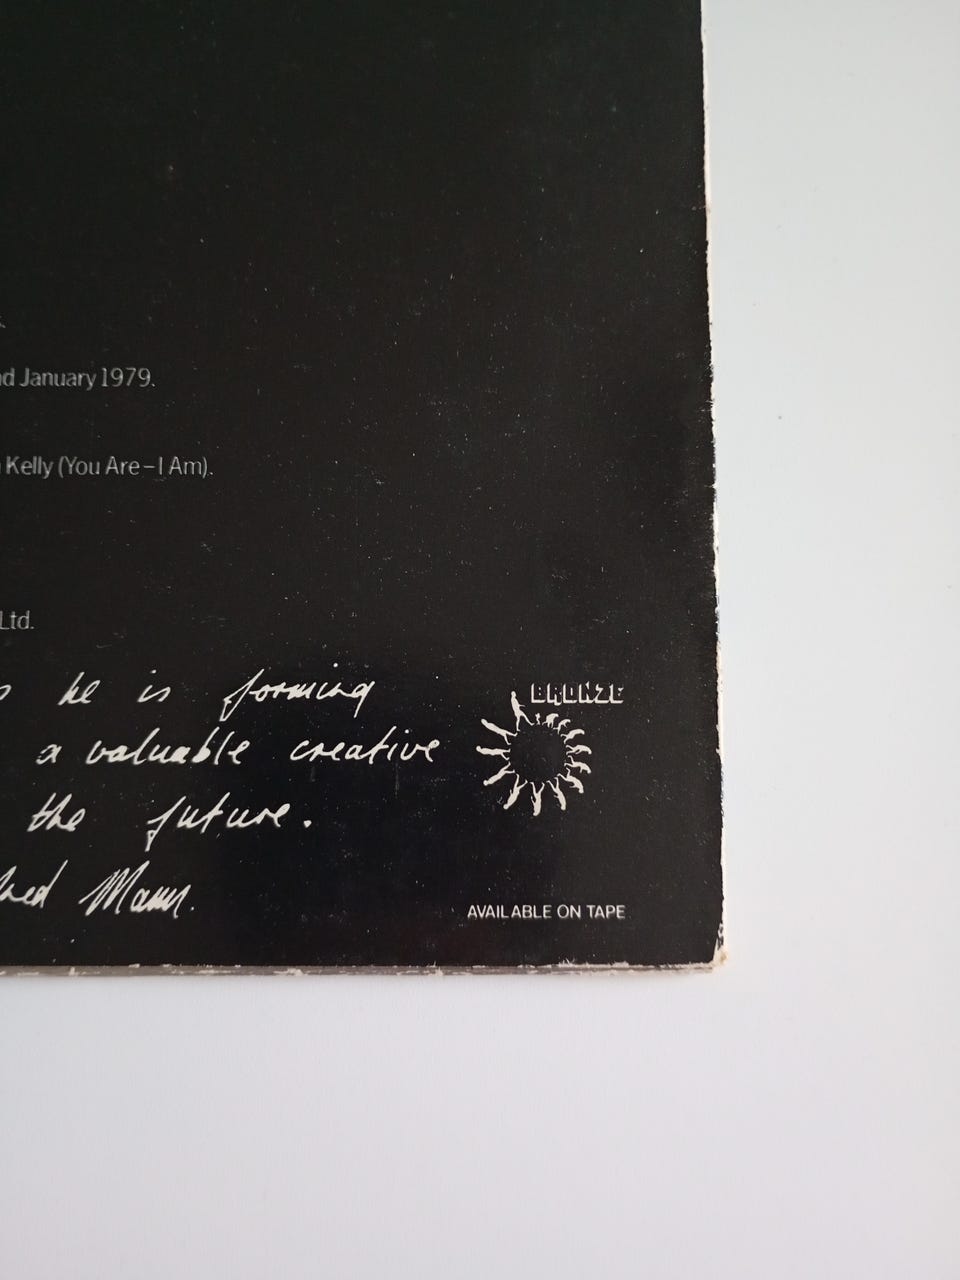 January 1979.
Kelly (You Are – I Am).
Ltd.
he is forming
a valuable creative
the future.
Mann.
BRONZE
AVAILABLE ON TAPE